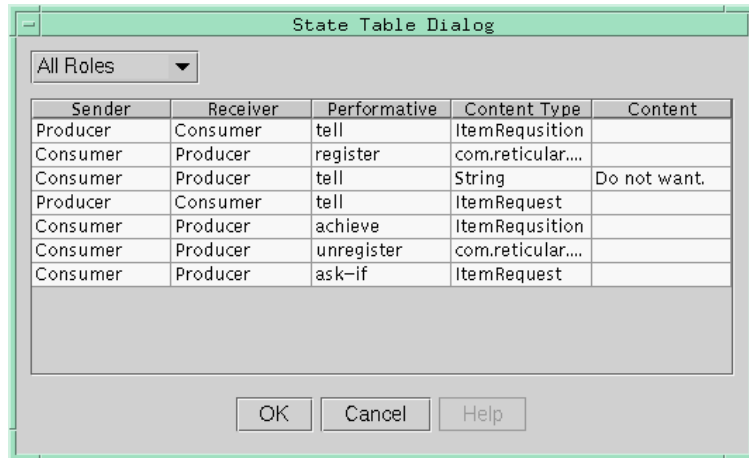 State Table Dialog
All Roles
Sender Receiver Performative Content Type Content
Producer Consumer tell ItemRequsition
Consumer Producer register com.reticular....
Consumer Producer tell String Do not want.
Producer Consumer tell ItemRequest
Consumer Producer achieve ItemRequsition
Consumer Producer unregister com.reticular....
Consumer Producer ask-if ItemRequest
OK Cancel Help